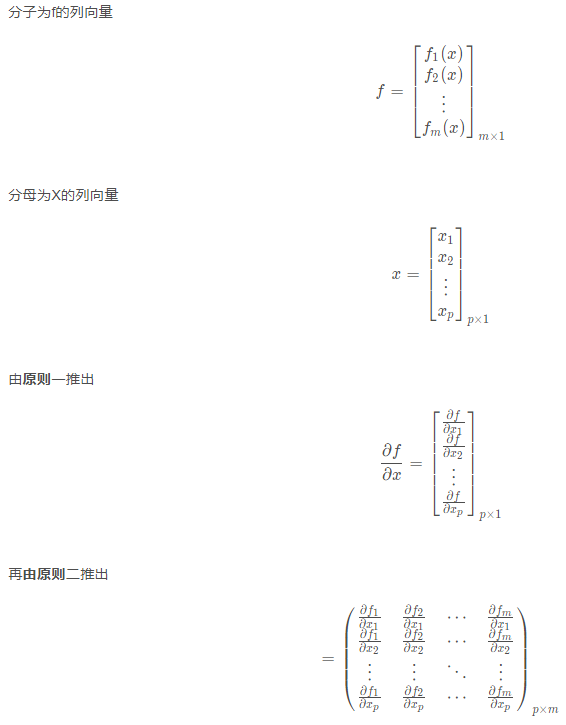 分子为f的列向量
$$f = \begin{bmatrix} f_1(x) \\ f_2(x) \\ \vdots \\ f_m(x) \end{bmatrix}_{m \times 1}$$
分母为X的列向量
$$x = \begin{bmatrix} x_1 \\ x_2 \\ \vdots \\ x_p \end{bmatrix}_{p \times 1}$$
由原则一推出
$$\frac{\partial f}{\partial x} = \begin{bmatrix} \frac{\partial f}{\partial x_1} \\ \frac{\partial f}{\partial x_2} \\ \vdots \\ \frac{\partial f}{\partial x_p} \end{bmatrix}_{p \times 1}$$
再由原则二推出
$$= \begin{pmatrix} \frac{\partial f_1}{\partial x_1} & \frac{\partial f_2}{\partial x_1} & \cdots & \frac{\partial f_m}{\partial x_1} \\ \frac{\partial f_1}{\partial x_2} & \frac{\partial f_2}{\partial x_2} & \cdots & \frac{\partial f_m}{\partial x_2} \\ \vdots & \vdots & \ddots & \vdots \\ \frac{\partial f_1}{\partial x_p} & \frac{\partial f_2}{\partial x_p} & \cdots & \frac{\partial f_m}{\partial x_p} \end{pmatrix}_{p \times m}$$